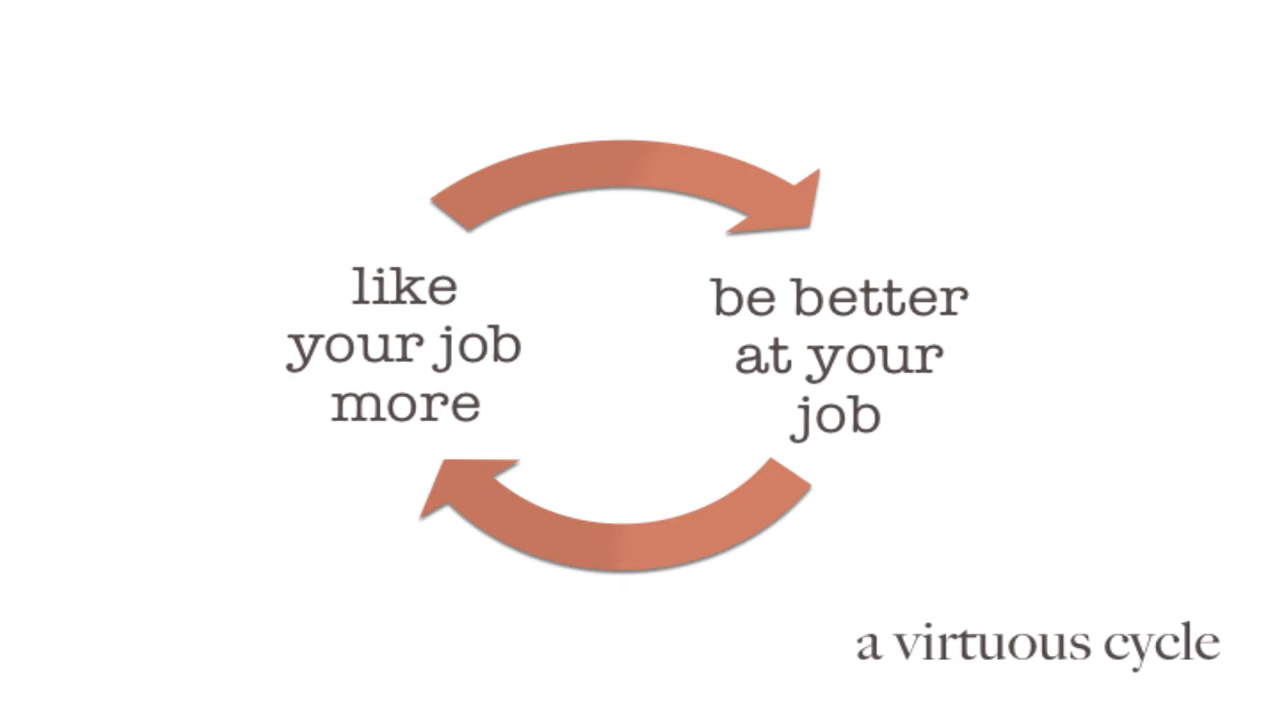 like
your job
more
be better
at your
job
a virtuous cycle